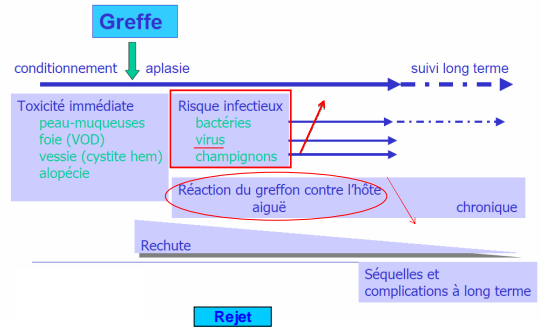 Greffe
conditionnement
aplasie
suivi long terme
Toxicité immédiate
peau-muqueuses
foie (VOD)
vessie (cystite hem)
alopécie
Risque infectieux
bactéries
virus
champignons
Réaction du greffon contre l'hôte
aiguë
chronique
Rechute
Séquelles et
complications à long terme
Rejet